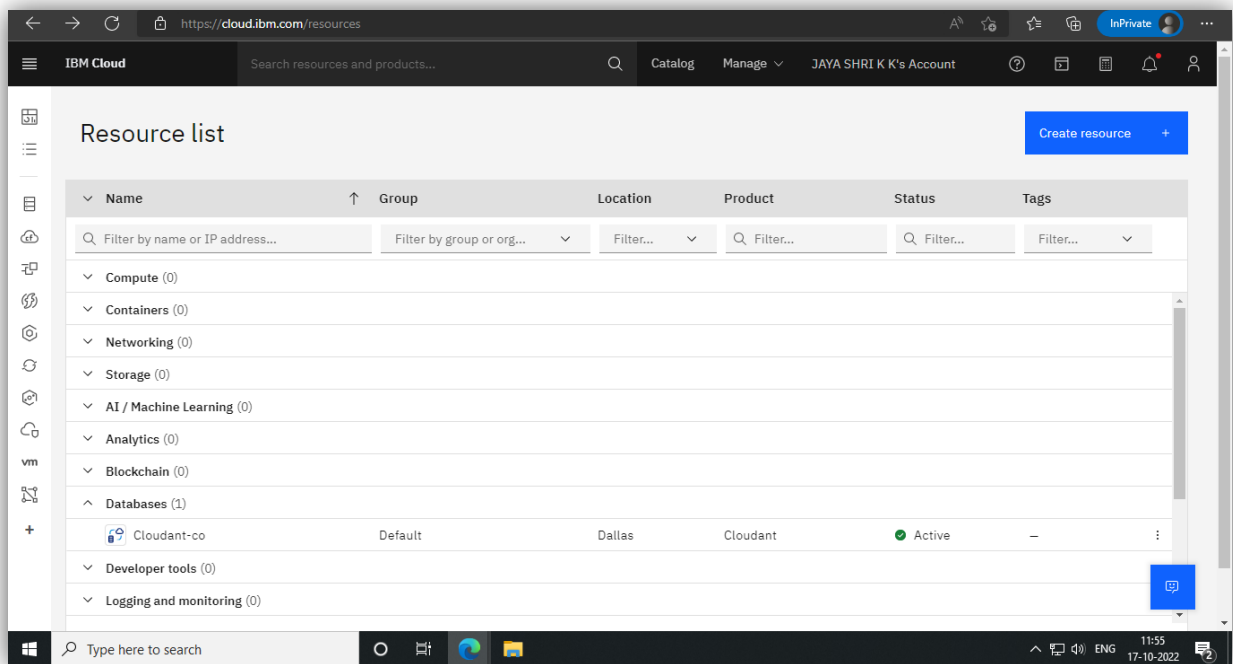 https://cloud.ibm.com/resources
InPrivate
IBM Cloud Search resources and products... Catalog Manage JAYA SHRI K K's Account
Resource list
Create resource +
Name Group Location Product Status Tags
Filter by name or IP address... Filter by group or org... Filter... Filter... Filter... Filter...
Compute (0)
Containers (0)
Networking (0)
Storage (0)
AI / Machine Learning (0)
Analytics (0)
Blockchain (0)
vm
Databases (1)
Cloudant-co Default Dallas Cloudant Active –
Developer tools (0)
Logging and monitoring (0)
Type here to search
ENG
11:55
17-10-2022
2